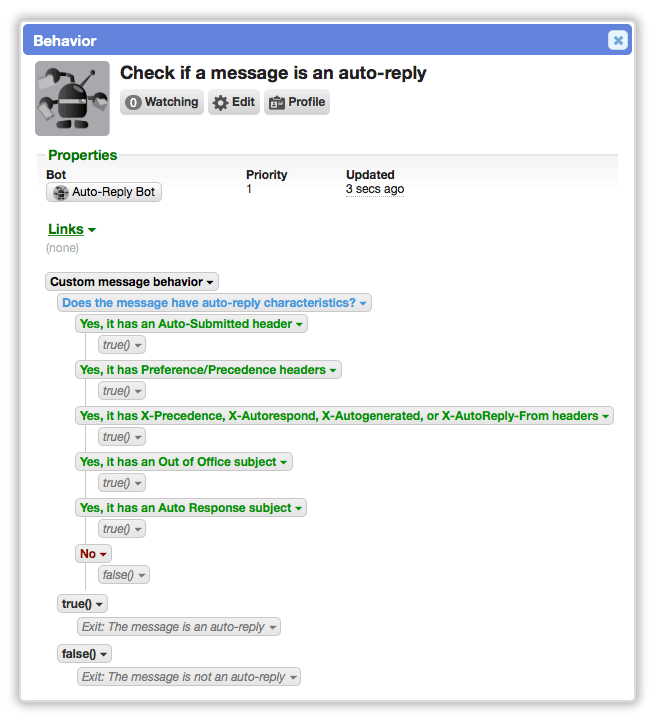 Behavior
Check if a message is an auto-reply
0 Watching Edit Profile
Properties
Bot Priority Updated
Auto-Reply Bot 1 3 secs ago
Links
(none)
Custom message behavior
Does the message have auto-reply characteristics?
Yes, it has an Auto-Submitted header
true()
Yes, it has Preference/Precedence headers
true()
Yes, it has X-Precedence, X-Autorespond, X-Autogenerated, or X-AutoReply-From headers
true()
Yes, it has an Out of Office subject
true()
Yes, it has an Auto Response subject
true()
No
false()
true()
Exit: The message is an auto-reply
false()
Exit: The message is not an auto-reply